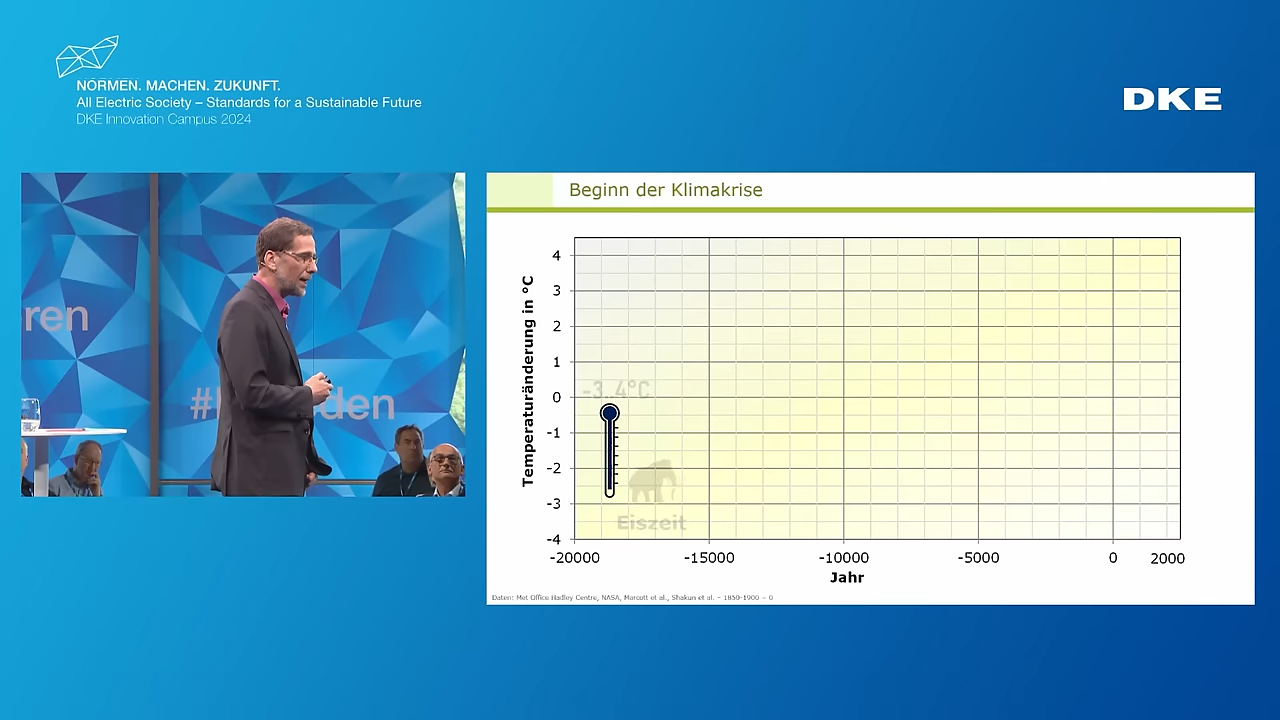 NORMEN. MACHEN. ZUKUNFT.
All Electric Society – Standards for a Sustainable Future
DKE Innovation Campus 2024
DKE
ren
#
den
Beginn der Klimakrise
Temperaturänderung in °C
4
3
2
1
0
-1
-2
-3
-4
-3..4°C
Eiszeit
-20000
-15000
-10000
-5000
0
2000
Jahr
Daten: Met Office Hadley Centre, NASA, Marcott et al., Shakun et al. – 1850-1900 = 0